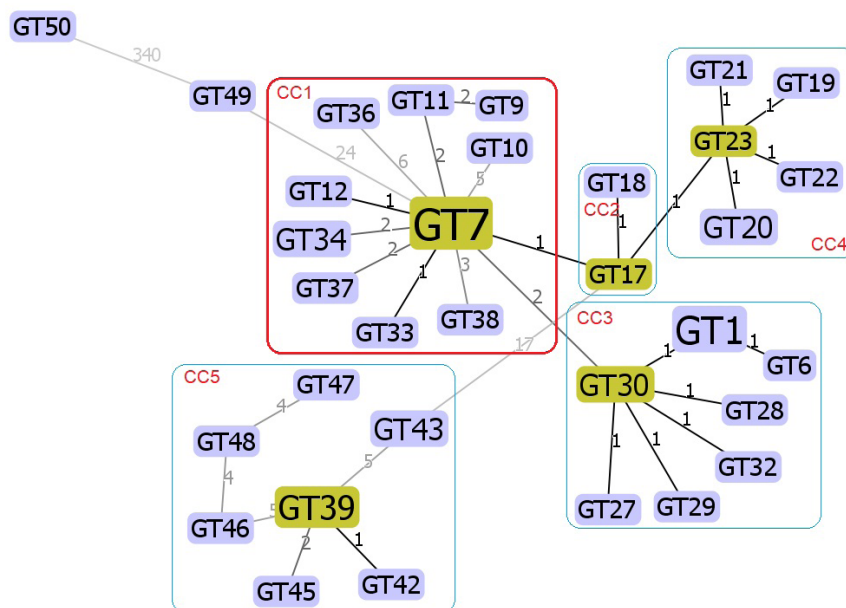 GT50
340
GT49
24
CC1
GT36
GT11
2
GT9
6
2
GT10
5
GT12
1
GT7
GT34
2
2
GT37
1
GT33
3
GT38
1
2
CC2
GT18
1
GT17
17
CC4
GT21
GT19
1
1
GT23
1
GT22
1
1
GT20
CC3
GT1
1
1
GT6
GT30
1
GT28
1
GT32
1
1
GT27
GT29
CC5
GT47
4
GT48
GT43
4
5
GT46
5
GT39
2
1
GT45
GT42